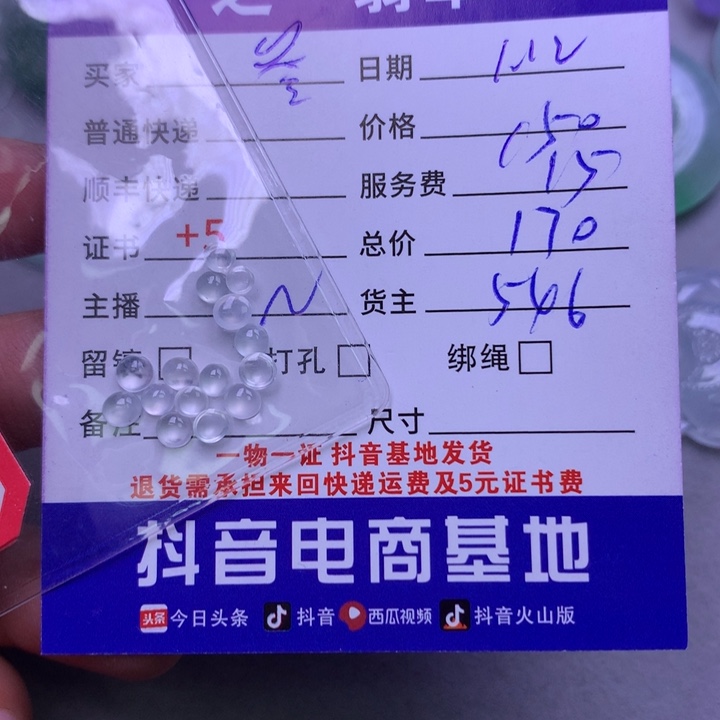 买家 日期 1.12
普通快递 价格 150
顺丰快递 服务费 15
证书 +5 总价 170
主播 N 货主 546
留 打孔 绑绳
备注 尺寸
一物一证 抖音基地发货
退货需承担来回快递运费及5元证书费
抖音电商基地
头条 今日头条 抖音 西瓜视频 抖音火山版